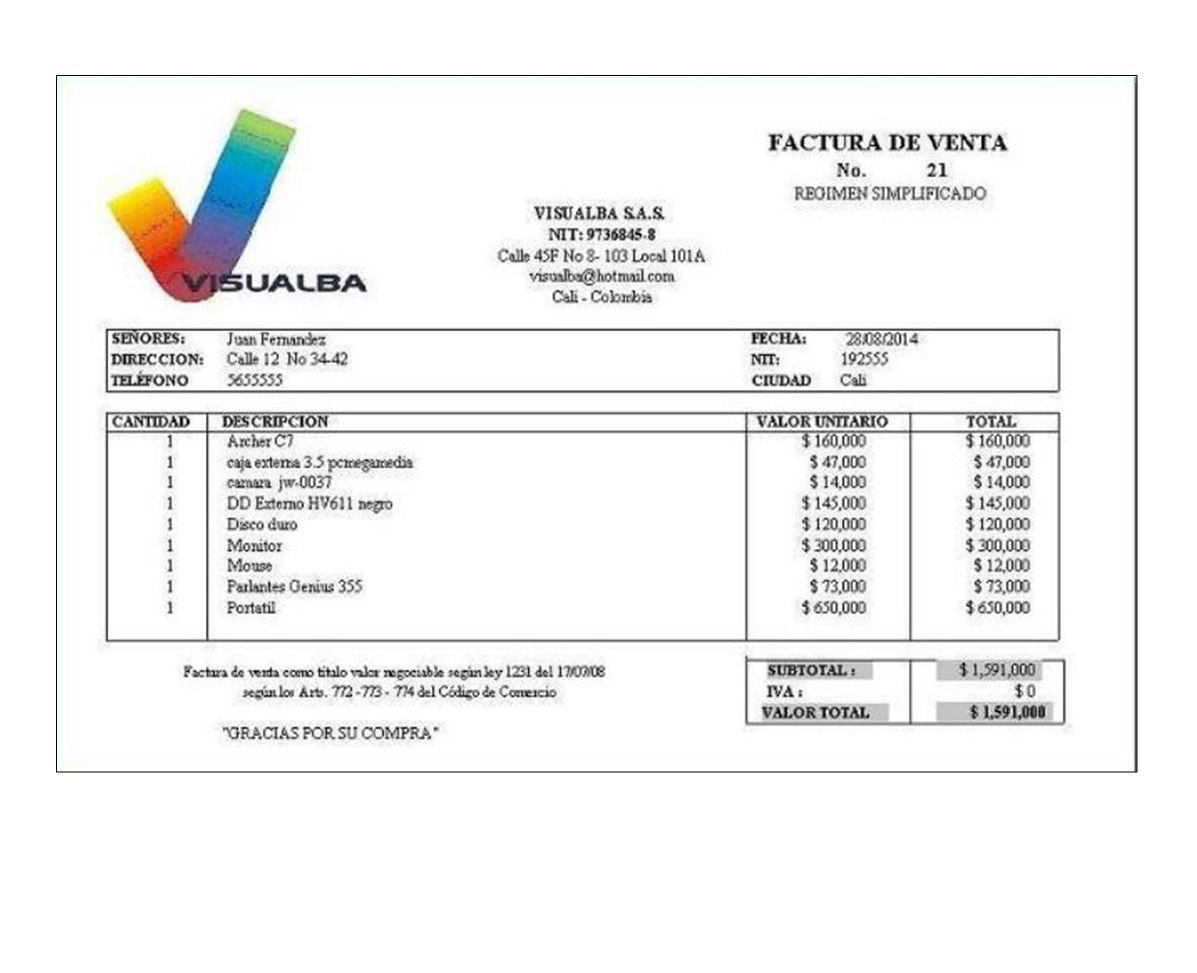 VISUALBA
FACTURA DE VENTA
No. 21
REGIMEN SIMPLIFICADO
VISUALBA S.A.S.
NIT: 9736845-8
Calle 45F No 8- 103 Local 101A
visualba@hotmail.com
Cali - Colombia
SEÑORES: Juan Fernandez FECHA: 28/08/2014
DIRECCION: Calle 12 No 34-42 NIT: 192555
TELÉFONO 5655555 CIUDAD Cali
CANTIDAD DESCRIPCION VALOR UNITARIO TOTAL
1 Archer C7 $ 160,000 $ 160,000
1 caja externa 3.5 pcmegamedia $ 47,000 $ 47,000
1 camara jw-0037 $ 14,000 $ 14,000
1 DD Externo HV611 negro $ 145,000 $ 145,000
1 Disco duro $ 120,000 $ 120,000
1 Monitor $ 300,000 $ 300,000
1 Mouse $ 12,000 $ 12,000
1 Parlantes Genius 355 $ 73,000 $ 73,000
1 Portatil $ 650,000 $ 650,000
Factura de venta como título valor negociable según ley 1231 del 17/07/08
según los Arts. 772 -773 - 774 del Código de Comercio
"GRACIAS POR SU COMPRA"
SUBTOTAL : $ 1,591,000
IVA : $ 0
VALOR TOTAL $ 1,591,000